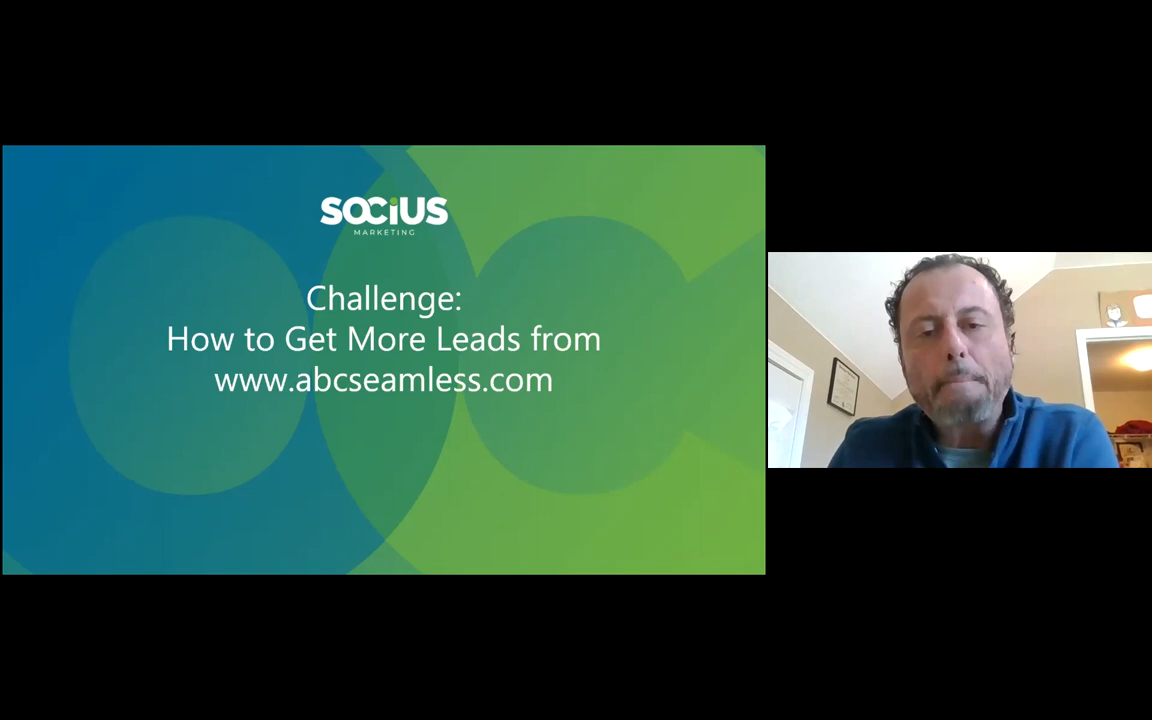 SOCIUS
MARKETING
Challenge:
How to Get More Leads from
www.abcseamless.com